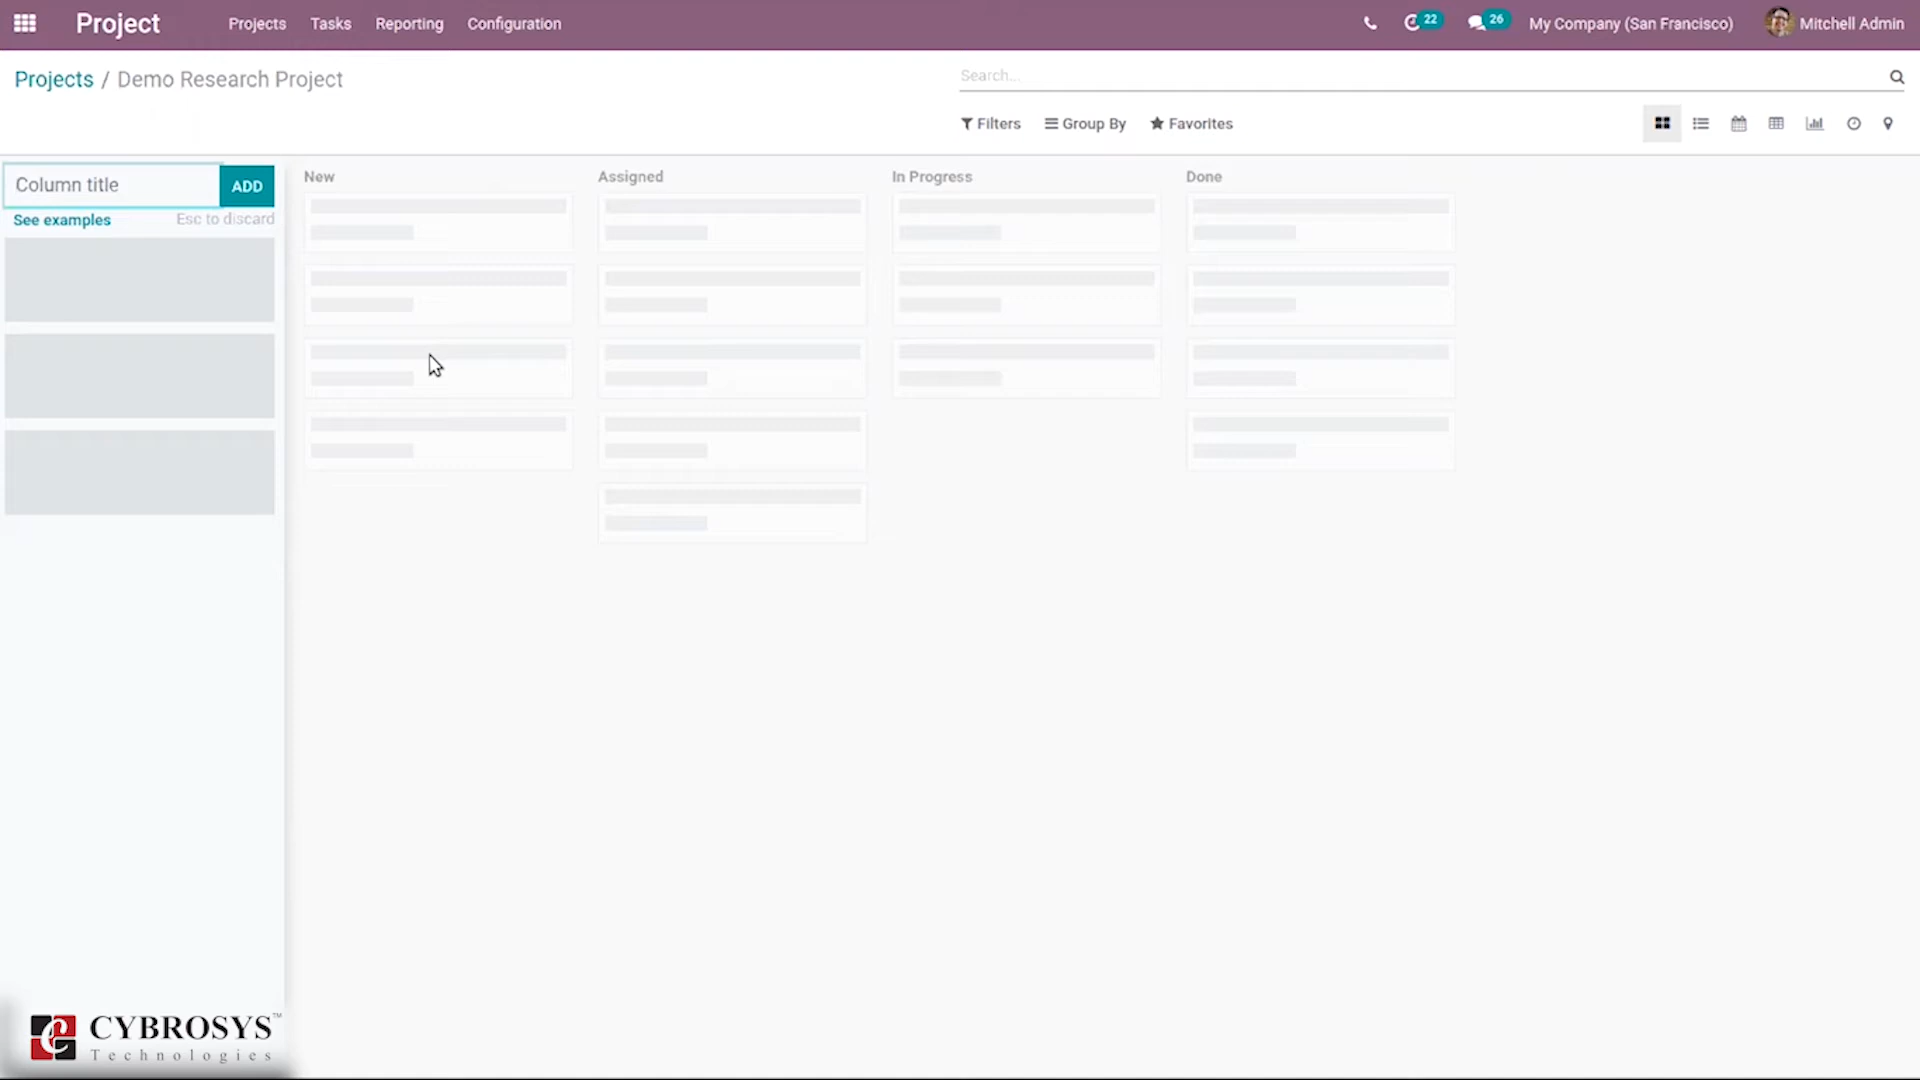 Project
Projects Tasks Reporting Configuration
22
26
My Company (San Francisco)
Mitchell Admin
Projects / Demo Research Project
Search...
Filters Group By Favorites
Column title
ADD
See examples
Esc to discard
New
Assigned
In Progress
Done
CYBROSYS™
Technologies